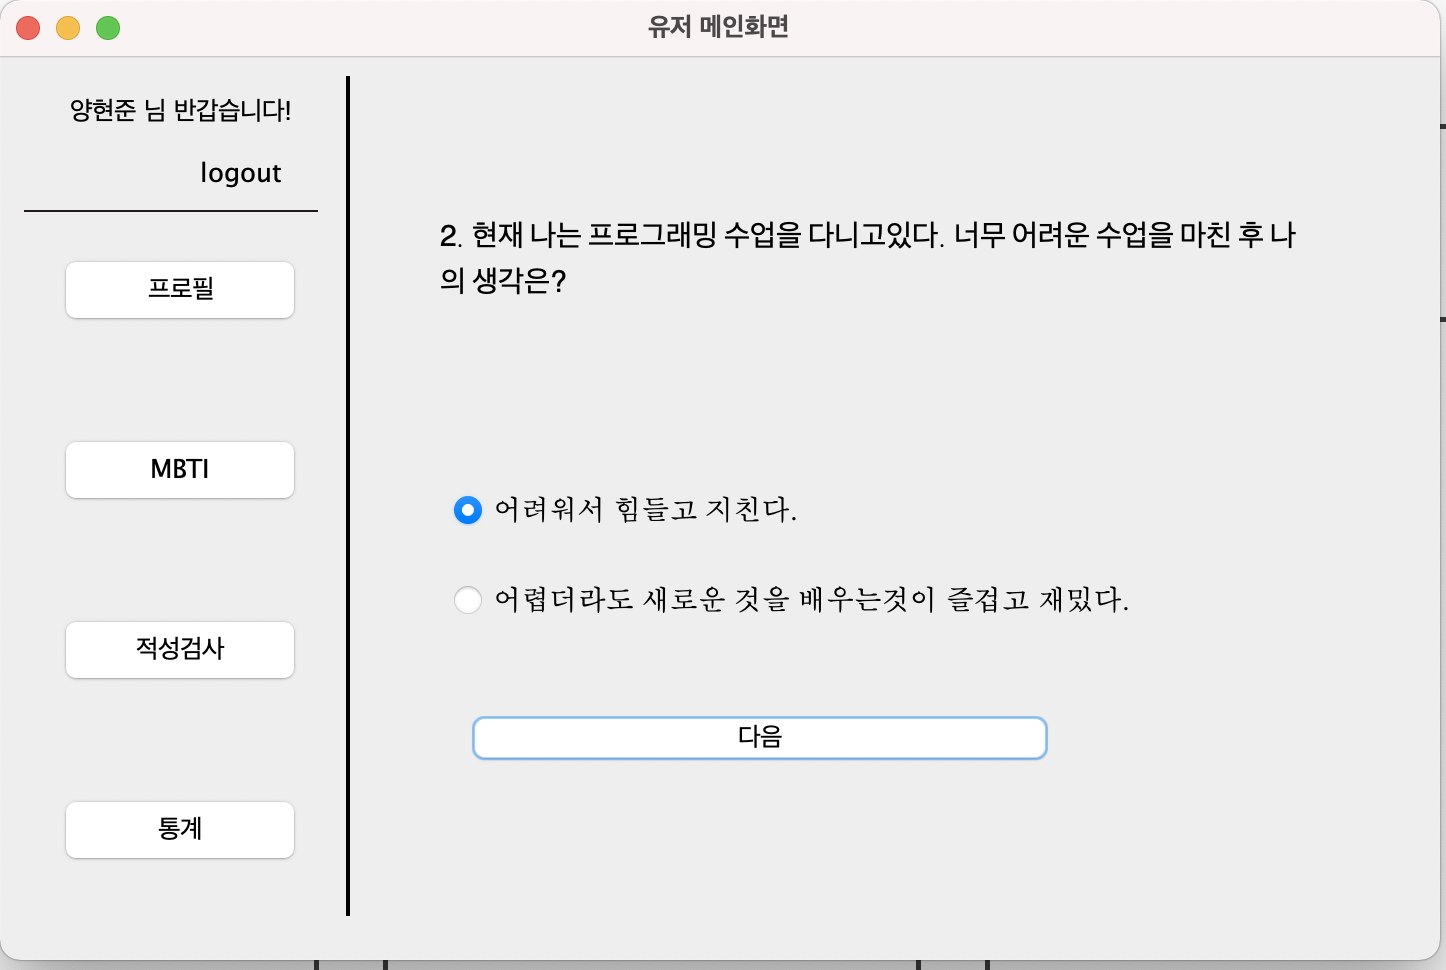 유저 메인화면
양현준 님 반갑습니다!
logout
프로필
MBTI
적성검사
통계
2. 현재 나는 프로그래밍 수업을 다니고있다. 너무 어려운 수업을 마친 후 나
의 생각은?
어려워서 힘들고 지친다.
어렵더라도 새로운 것을 배우는것이 즐겁고 재밌다.
다음